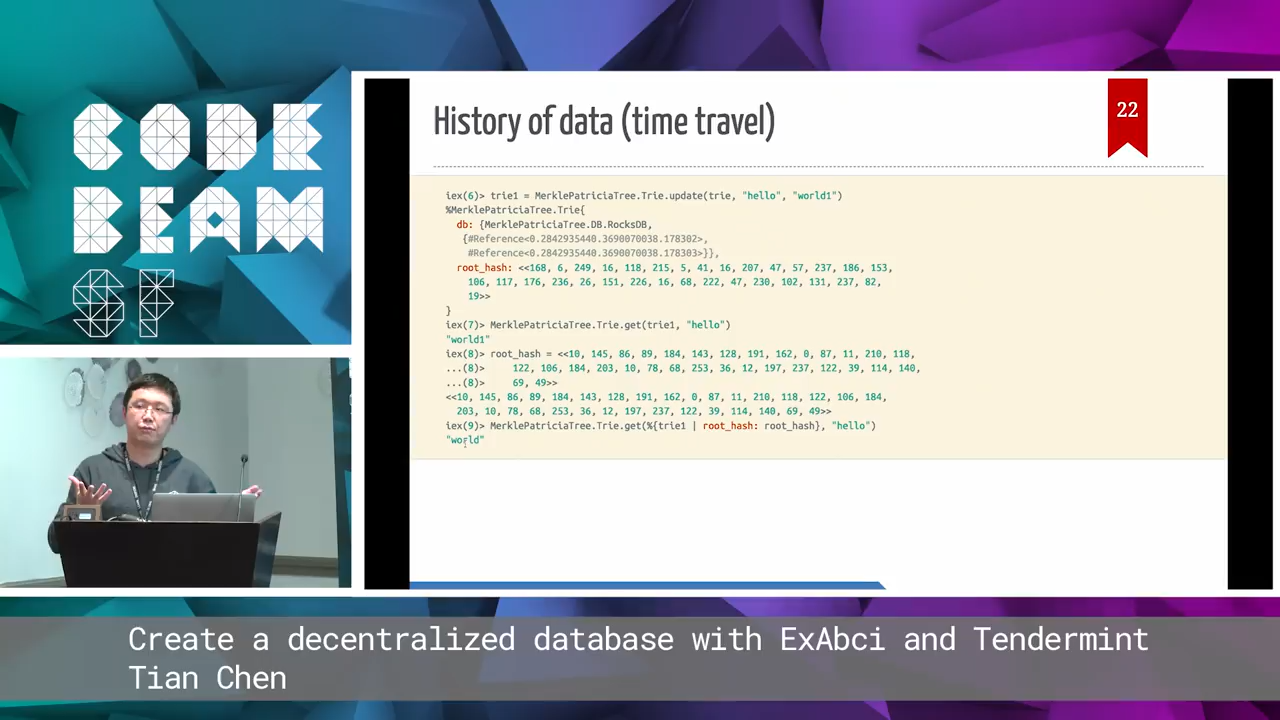 CODE
BEAM
SF
History of data (time travel)
22
iex(6)> trie1 = MerklePatriciaTree.Trie.update(trie, "hello", "world1")
%MerklePatriciaTree.Trie{
db: {MerklePatriciaTree.DB.RocksDB,
{#Reference<0.2842935440.3690070038.178302>,
#Reference<0.2842935440.3690070038.178303>}},
root_hash: <<168, 6, 249, 16, 118, 215, 5, 41, 16, 207, 47, 57, 237, 186, 153,
106, 117, 176, 236, 26, 151, 226, 16, 68, 222, 47, 230, 102, 131, 237, 82,
19>>
}
iex(7)> MerklePatriciaTree.Trie.get(trie1, "hello")
"world1"
iex(8)> root_hash = <<10, 145, 86, 89, 184, 143, 128, 191, 162, 0, 87, 11, 210, 118,
...(8)> 122, 106, 184, 203, 10, 78, 68, 253, 36, 12, 197, 237, 122, 39, 114, 140,
...(8)> 69, 49>>
<<10, 145, 86, 89, 184, 143, 128, 191, 162, 0, 87, 11, 210, 118, 122, 106, 184,
203, 10, 78, 68, 253, 36, 12, 197, 237, 122, 39, 114, 140, 69, 49>>
iex(9)> MerklePatriciaTree.Trie.get(%{trie1 | root_hash: root_hash}, "hello")
"world"
Create a decentralized database with ExAbci and Tendermint
Tian Chen